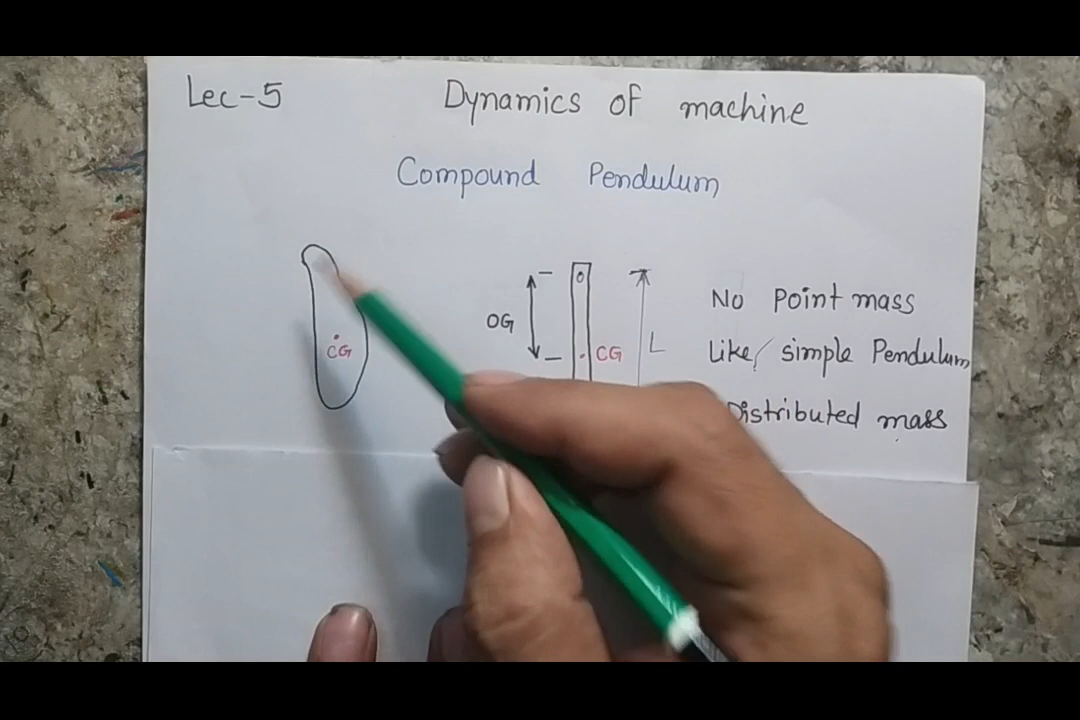 Lec-5
Dynamics of machine
Compound Pendulum
No Point mass
OG
CG
CG
L
Like simple Pendulum
Distributed mass